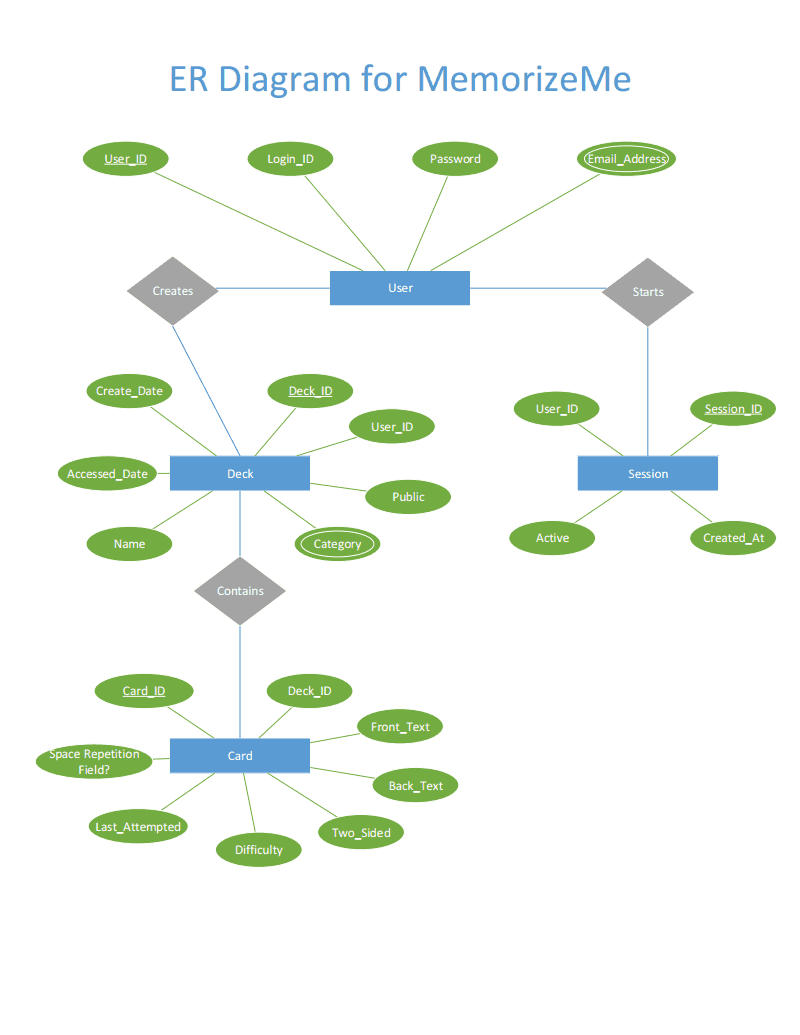 ER Diagram for MemorizeMe
User_ID
Login_ID
Password
Email_Address
Creates
User
Starts
Create_Date
Deck_ID
User_ID
User_ID
Session_ID
Accessed_Date
Deck
Session
Public
Name
Category
Active
Created_At
Contains
Card_ID
Deck_ID
Front_Text
Space Repetition
Field?
Card
Back_Text
Last_Attempted
Two_Sided
Difficulty